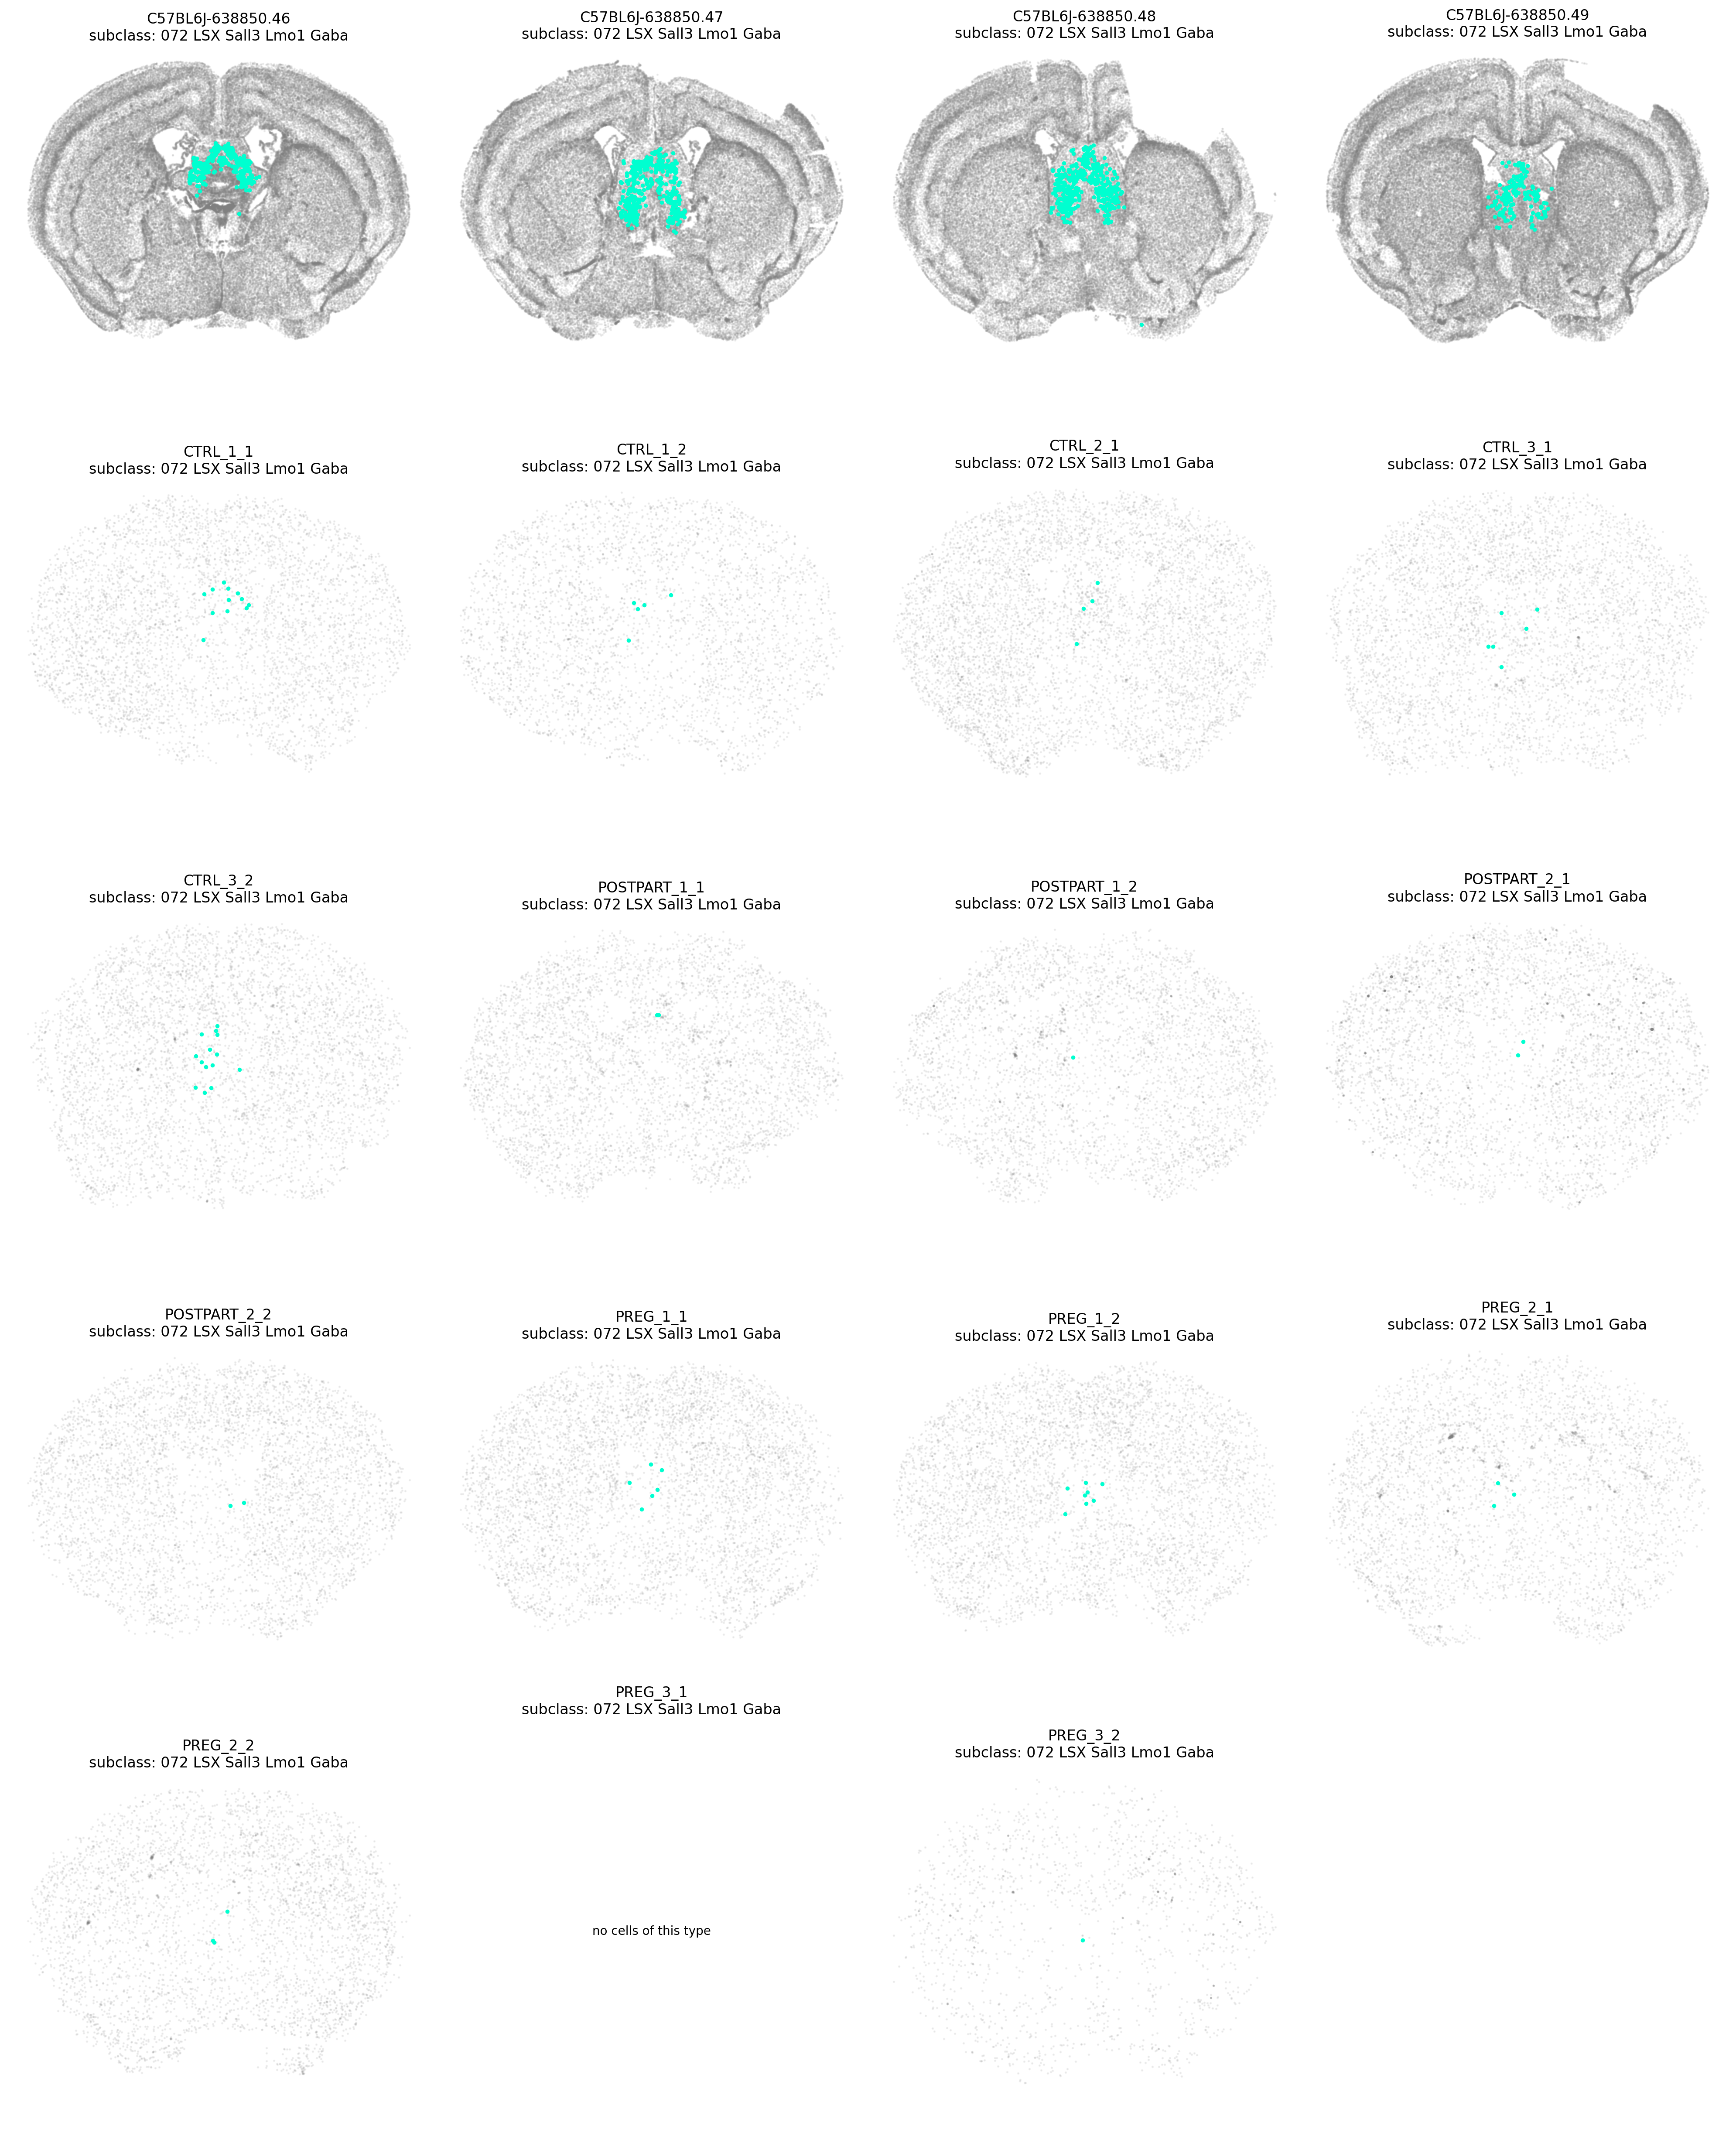 C57BL6J-638850.46
subclass: 072 LSX Sall3 Lmo1 Gaba
C57BL6J-638850.47
subclass: 072 LSX Sall3 Lmo1 Gaba
C57BL6J-638850.48
subclass: 072 LSX Sall3 Lmo1 Gaba
C57BL6J-638850.49
subclass: 072 LSX Sall3 Lmo1 Gaba
CTRL_1_1
subclass: 072 LSX Sall3 Lmo1 Gaba
CTRL_1_2
subclass: 072 LSX Sall3 Lmo1 Gaba
CTRL_2_1
subclass: 072 LSX Sall3 Lmo1 Gaba
CTRL_3_1
subclass: 072 LSX Sall3 Lmo1 Gaba
CTRL_3_2
subclass: 072 LSX Sall3 Lmo1 Gaba
POSTPART_1_1
subclass: 072 LSX Sall3 Lmo1 Gaba
POSTPART_1_2
subclass: 072 LSX Sall3 Lmo1 Gaba
POSTPART_2_1
subclass: 072 LSX Sall3 Lmo1 Gaba
POSTPART_2_2
subclass: 072 LSX Sall3 Lmo1 Gaba
PREG_1_1
subclass: 072 LSX Sall3 Lmo1 Gaba
PREG_1_2
subclass: 072 LSX Sall3 Lmo1 Gaba
PREG_2_1
subclass: 072 LSX Sall3 Lmo1 Gaba
PREG_2_2
subclass: 072 LSX Sall3 Lmo1 Gaba
PREG_3_1
subclass: 072 LSX Sall3 Lmo1 Gaba
no cells of this type
PREG_3_2
subclass: 072 LSX Sall3 Lmo1 Gaba